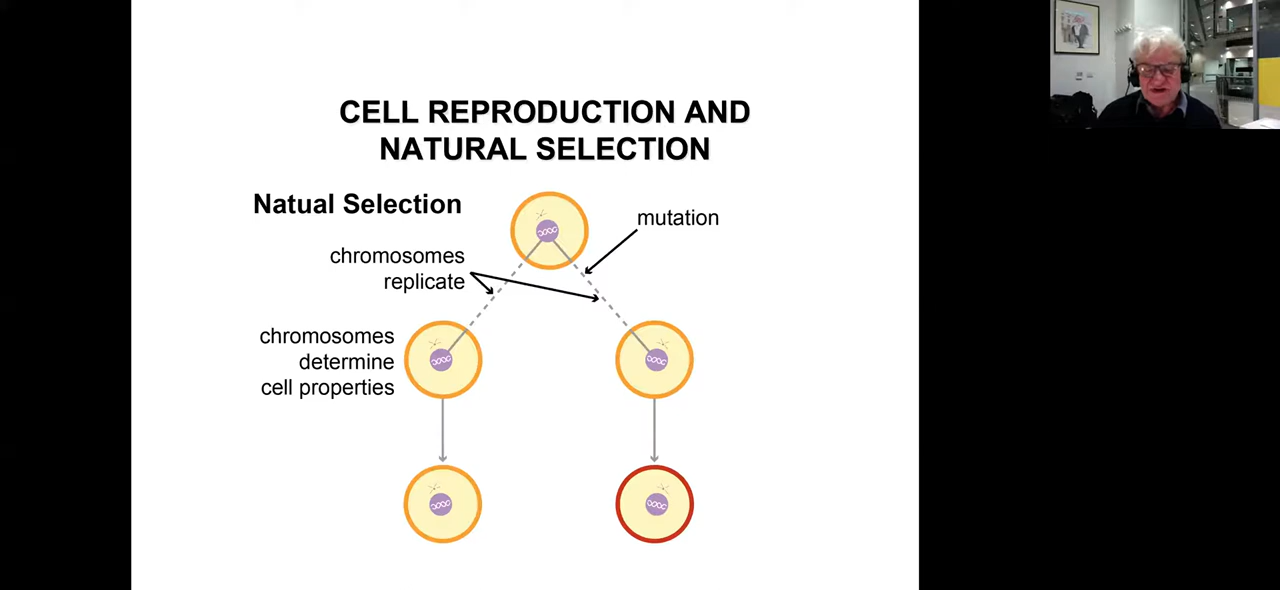 CELL REPRODUCTION AND
NATURAL SELECTION
Natual Selection
mutation
chromosomes
replicate
chromosomes
determine
cell properties